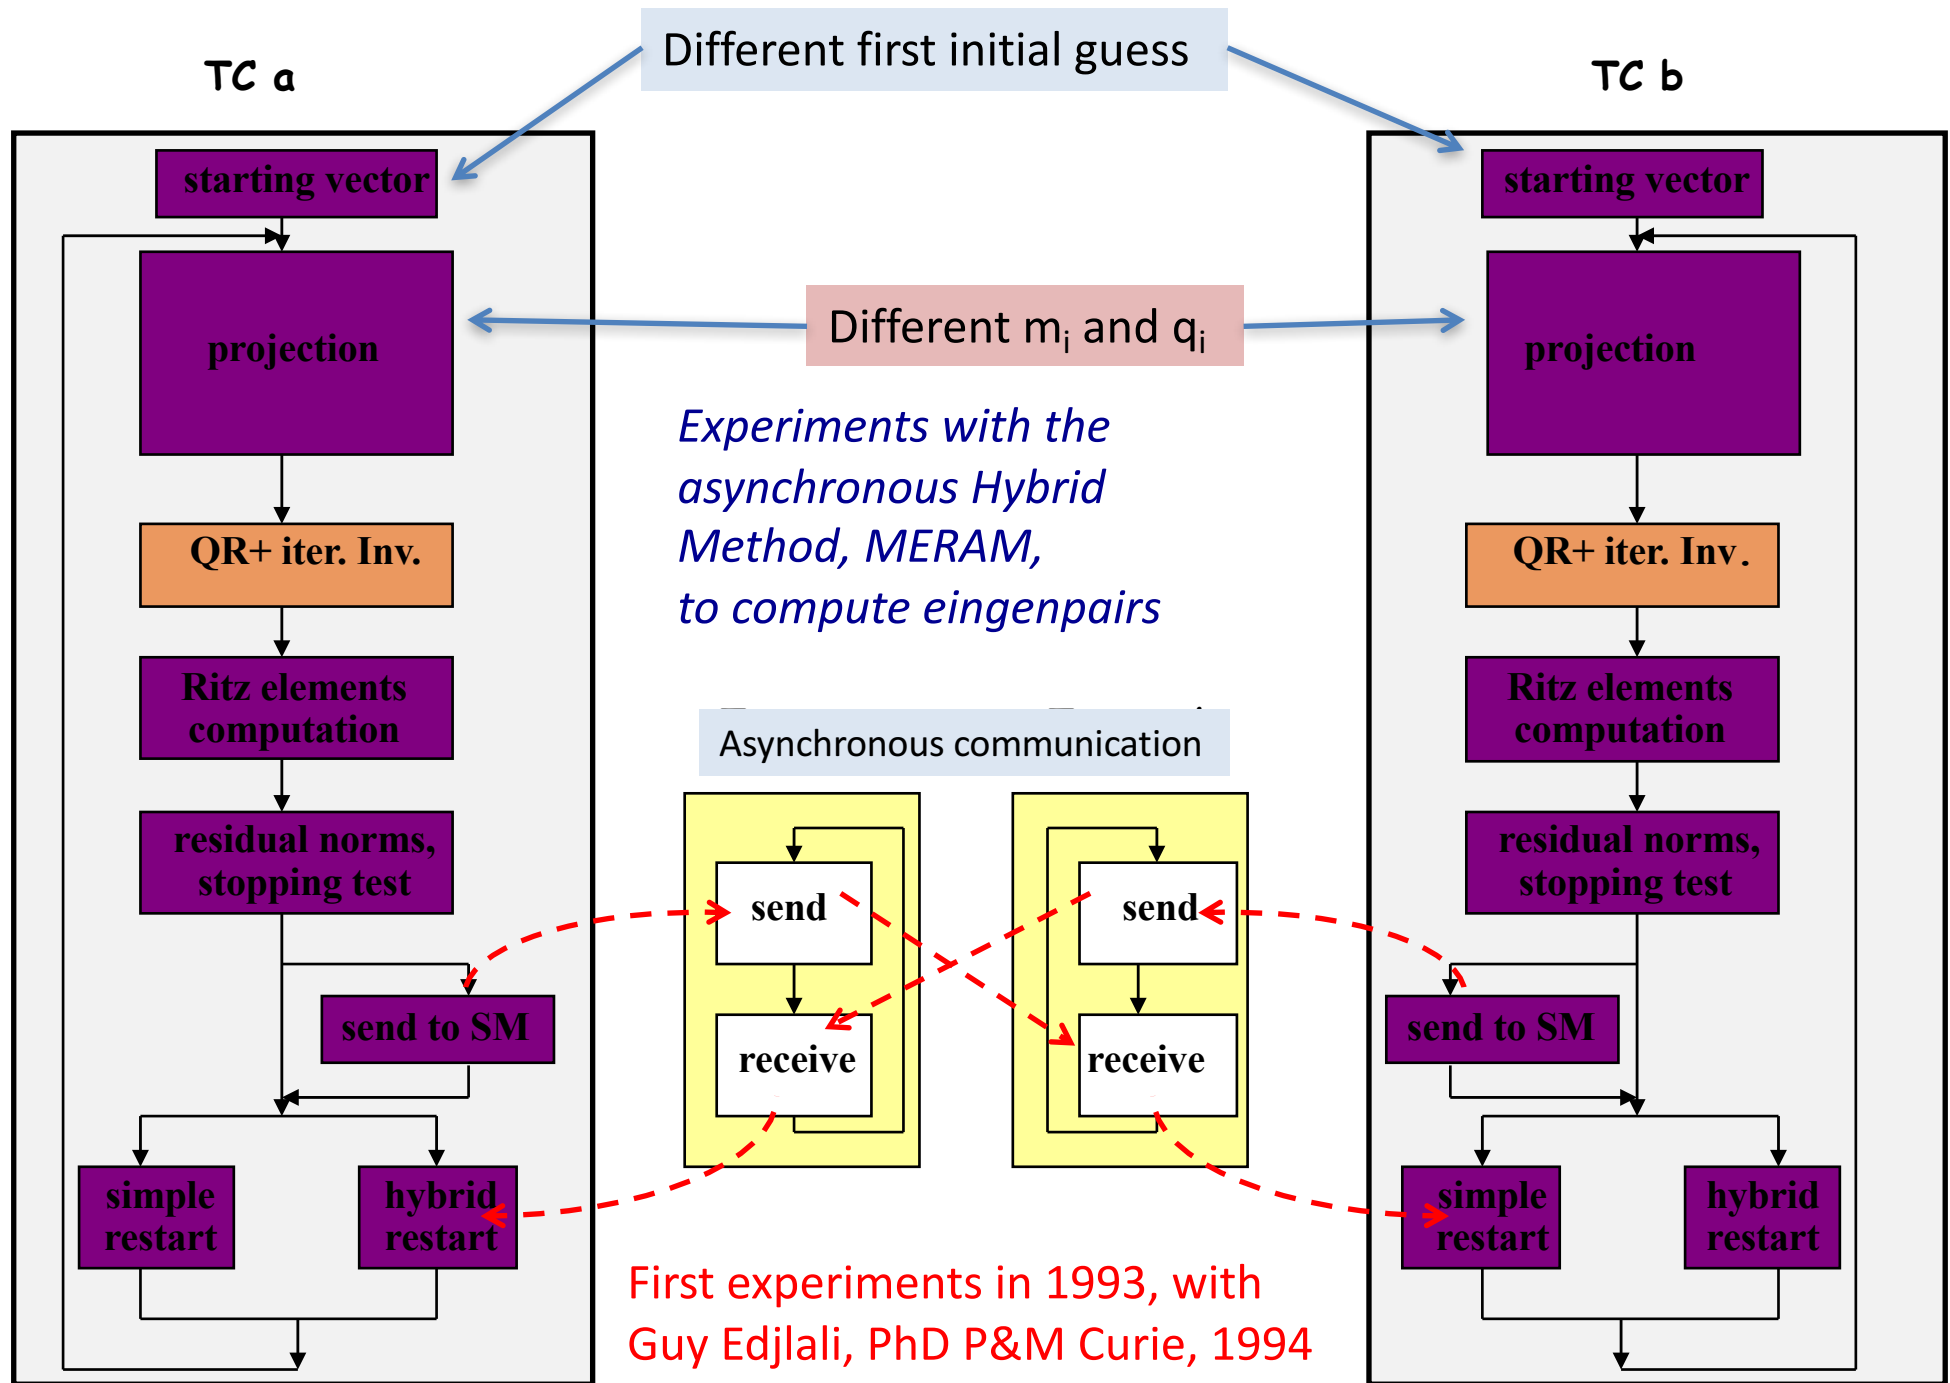 Different first initial guess
TC a
TC b
starting vector
starting vector
projection
Different mᵢ and qᵢ
projection
Experiments with the
asynchronous Hybrid
Method, MERAM,
to compute eingenpairs
QR+ iter. Inv.
QR+ iter. Inv.
Ritz elements
computation
Ritz elements
computation
Asynchronous communication
residual norms,
stopping test
residual norms,
stopping test
send
send
send to SM
send to SM
receive
receive
simple
restart
hybrid
restart
simple
restart
hybrid
restart
First experiments in 1993, with
Guy Edjlali, PhD P&M Curie, 1994